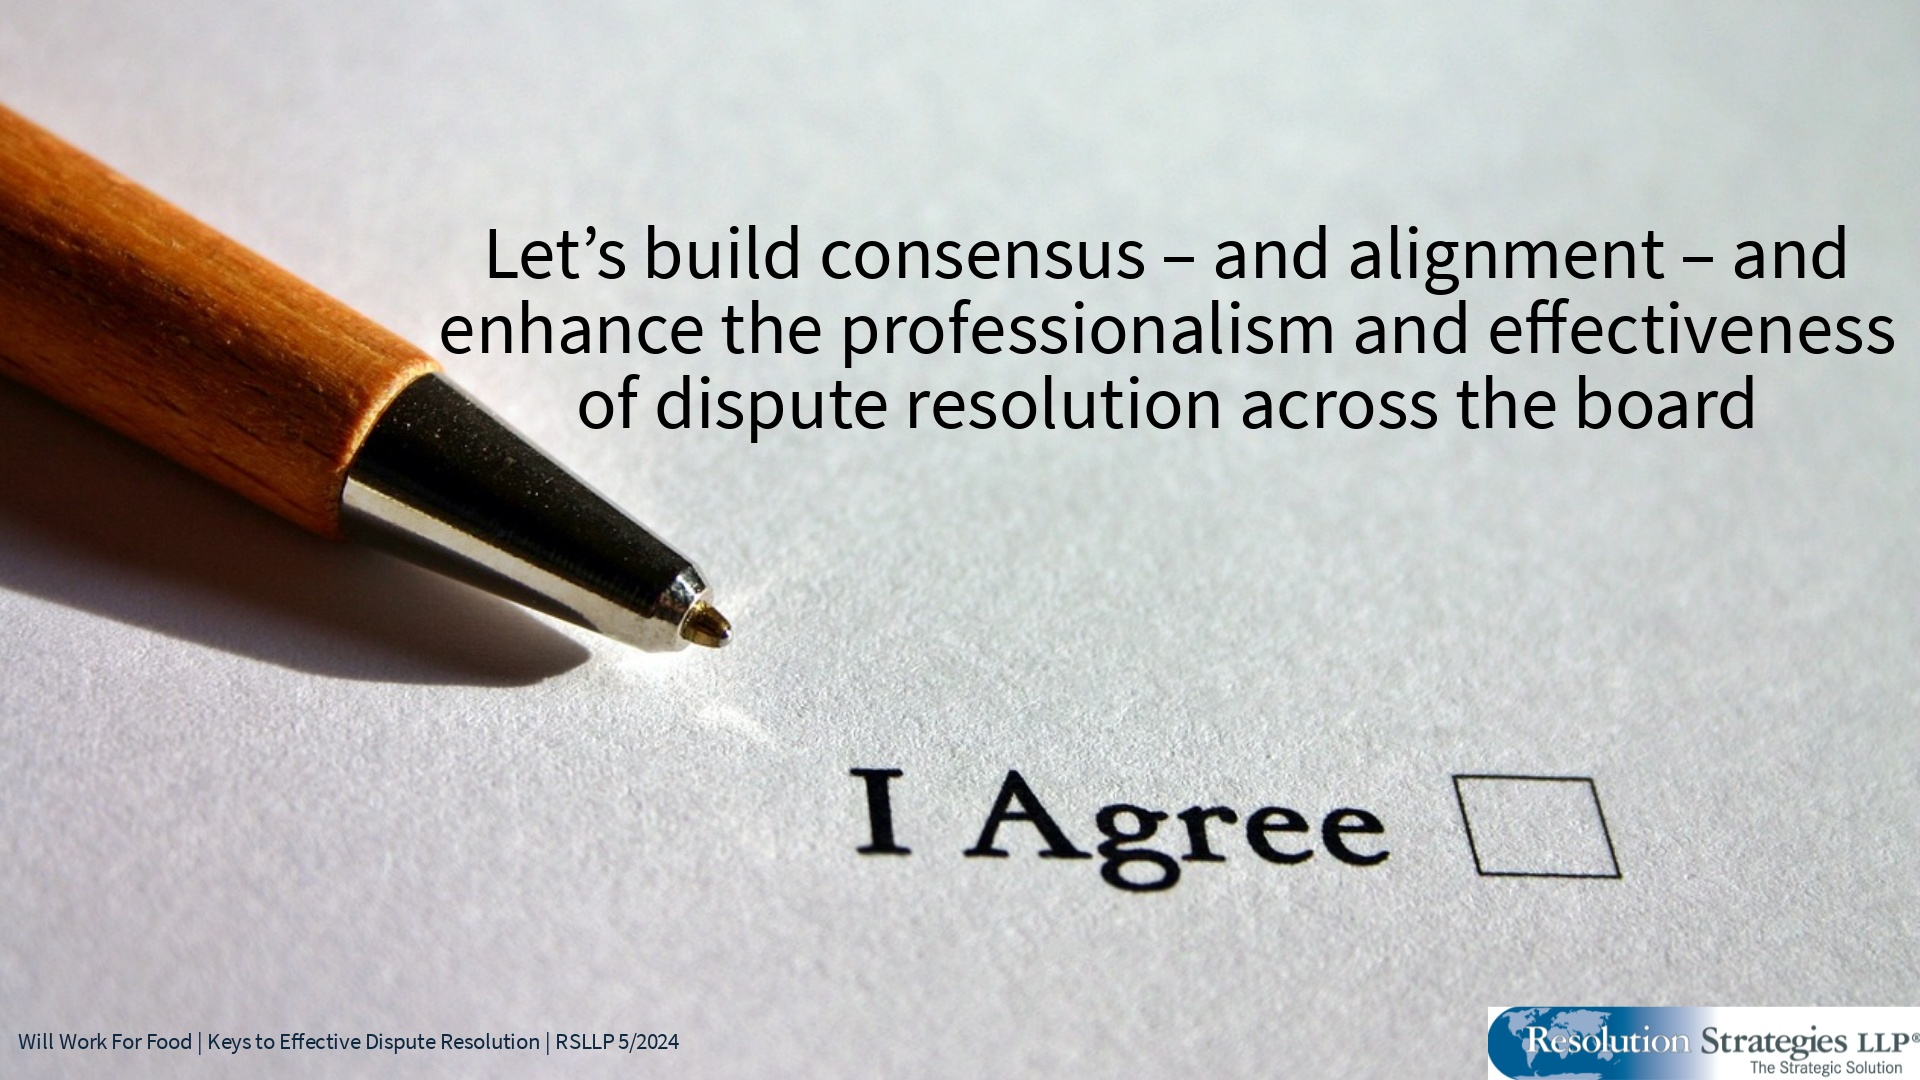 Let’s build consensus – and alignment – and
enhance the professionalism and effectiveness
of dispute resolution across the board
I Agree
Will Work For Food | Keys to Effective Dispute Resolution | RSLLP 5/2024
Resolution Strategies LLP®
The Strategic Solution